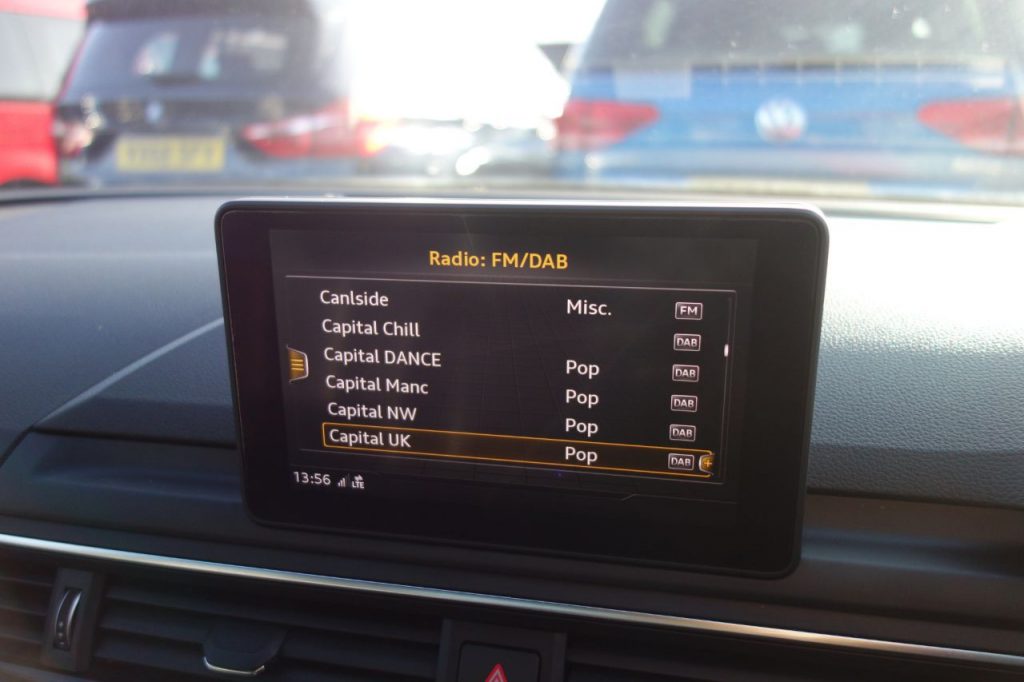 Radio: FM/DAB
Canlside Misc. FM
Capital Chill DAB
Capital DANCE Pop DAB
Capital Manc Pop DAB
Capital NW Pop DAB
Capital UK Pop DAB
13:56 LTE